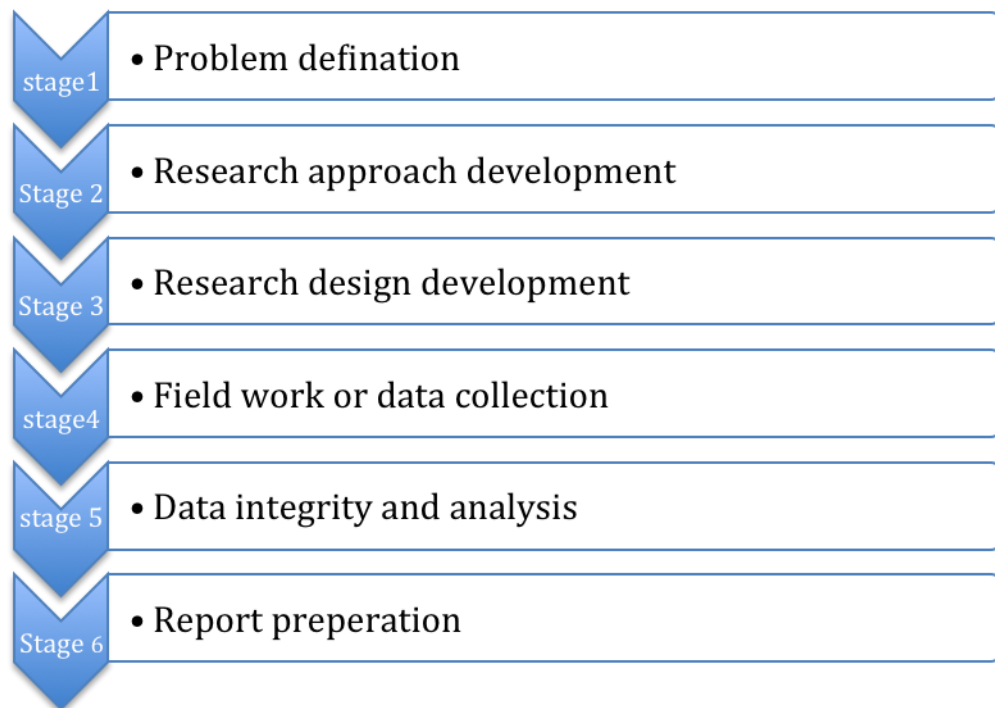 stage1
• Problem defination
Stage 2
• Research approach development
Stage 3
• Research design development
stage4
• Field work or data collection
stage 5
• Data integrity and analysis
Stage 6
• Report preperation